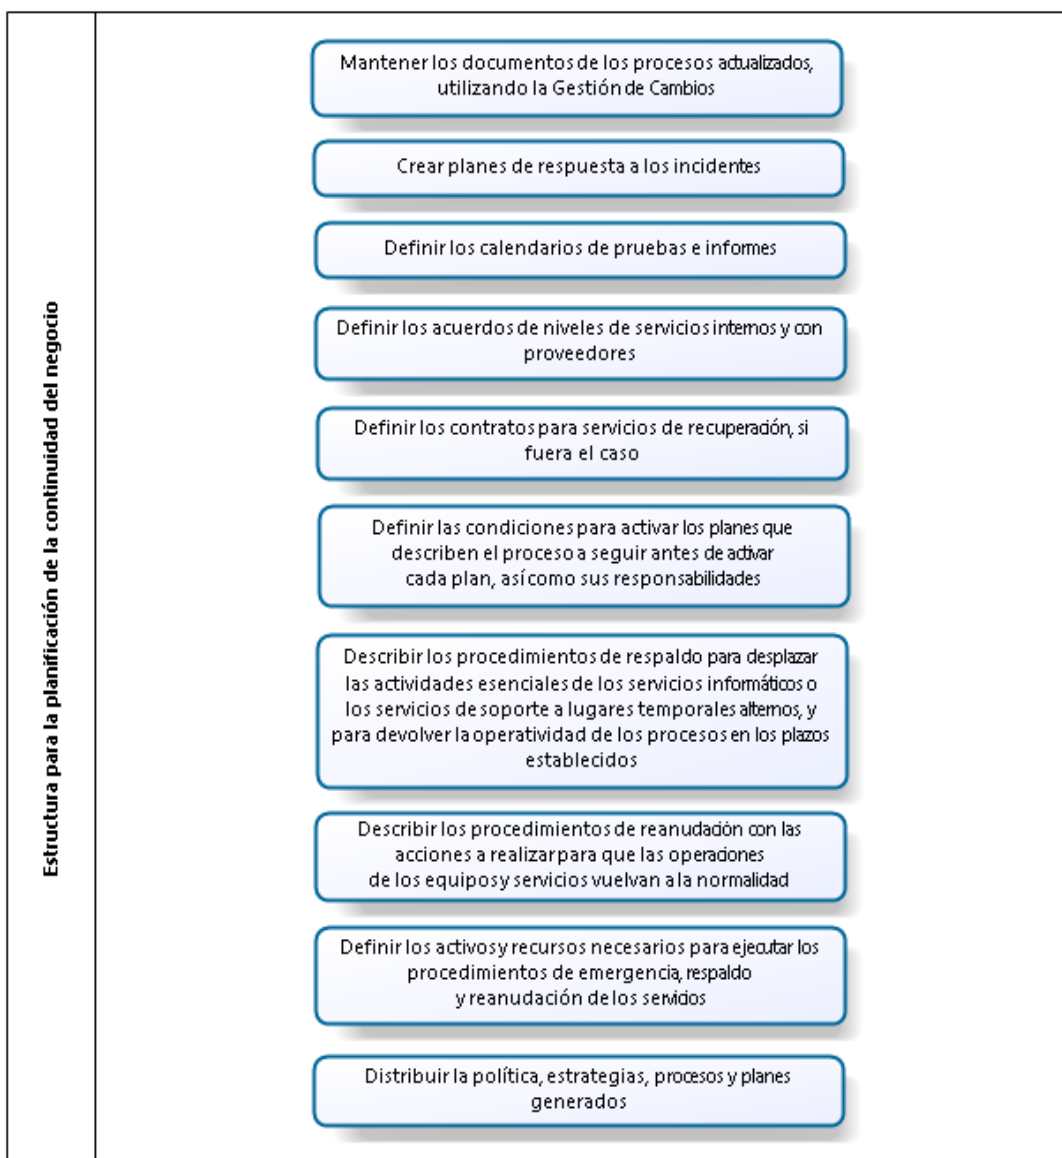 Estructura para la planificación de la continuidad del negocio
Mantener los documentos de los procesos actualizados,
utilizando la Gestión de Cambios
Crear planes de respuesta a los incidentes
Definir los calendarios de pruebas e informes
Definir los acuerdos de niveles de servicios internos y con
proveedores
Definir los contratos para servicios de recuperación, si
fuera el caso
Definir las condiciones para activar los planes que
describen el proceso a seguir antes de activar
cada plan, así como sus responsabilidades
Describir los procedimientos de respaldo para desplazar
las actividades esenciales de los servicios informáticos o
los servicios de soporte a lugares temporales alternos, y
para devolver la operatividad de los procesos en los plazos
establecidos
Describir los procedimientos de reanudación con las
acciones a realizar para que las operaciones
de los equipos y servicios vuelvan a la normalidad
Definir los activos y recursos necesarios para ejecutar los
procedimientos de emergencia, respaldo
y reanudación de los servicios
Distribuir la política, estrategias, procesos y planes
generados